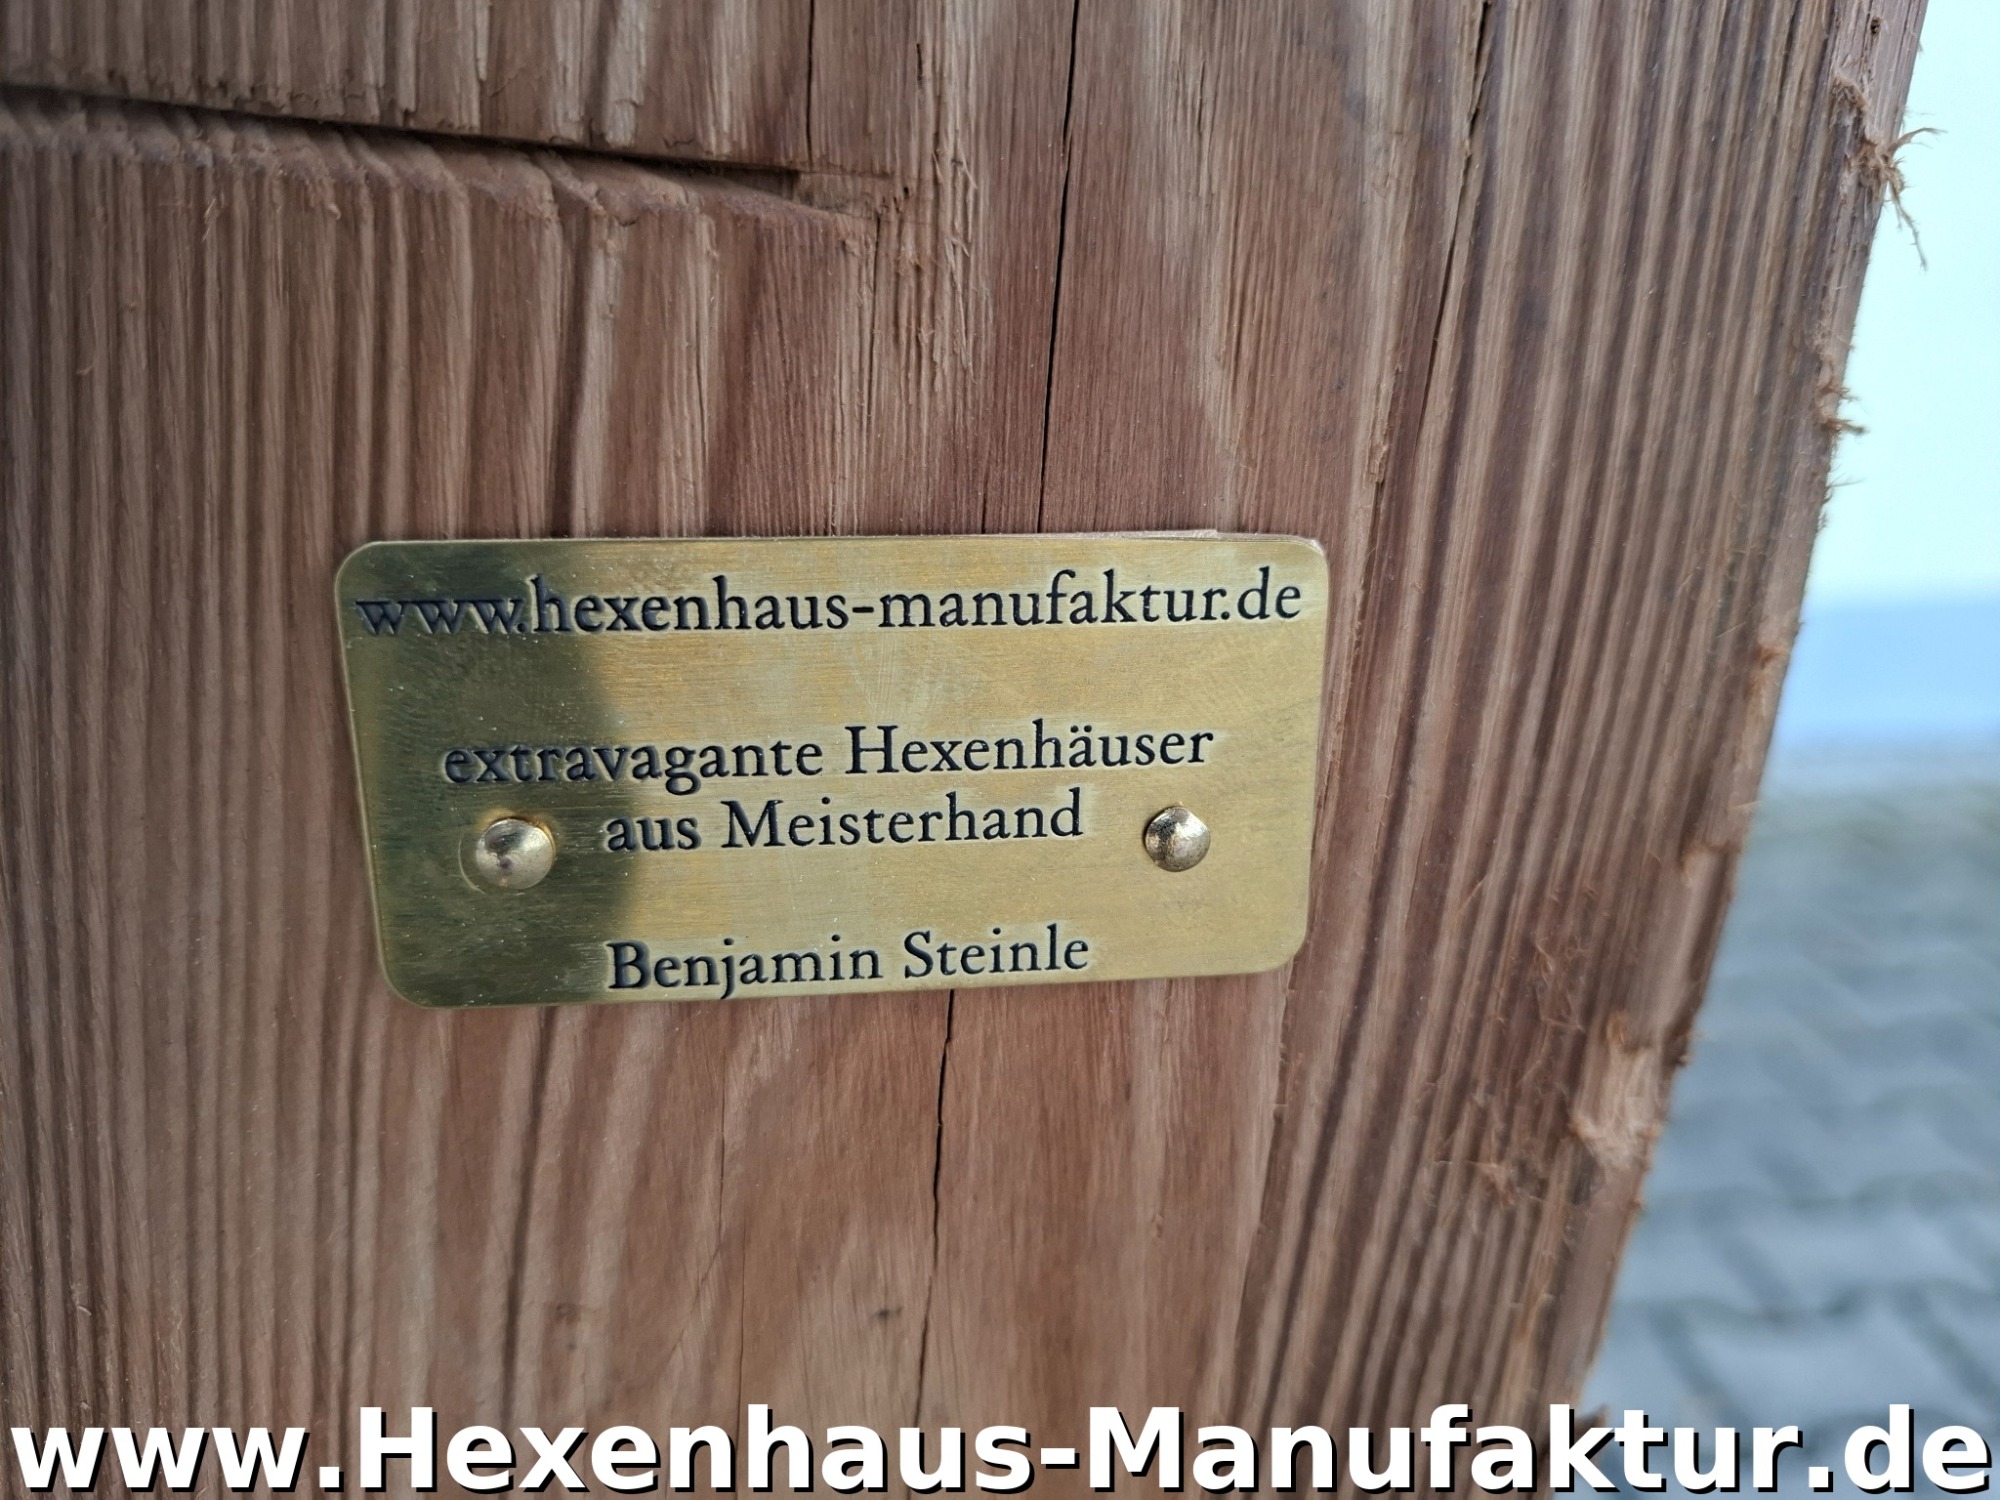 www.hexenhaus-manufaktur.de
extravagante Hexenhäuser
aus Meisterhand
Benjamin Steinle
www.Hexenhaus-Manufaktur.de